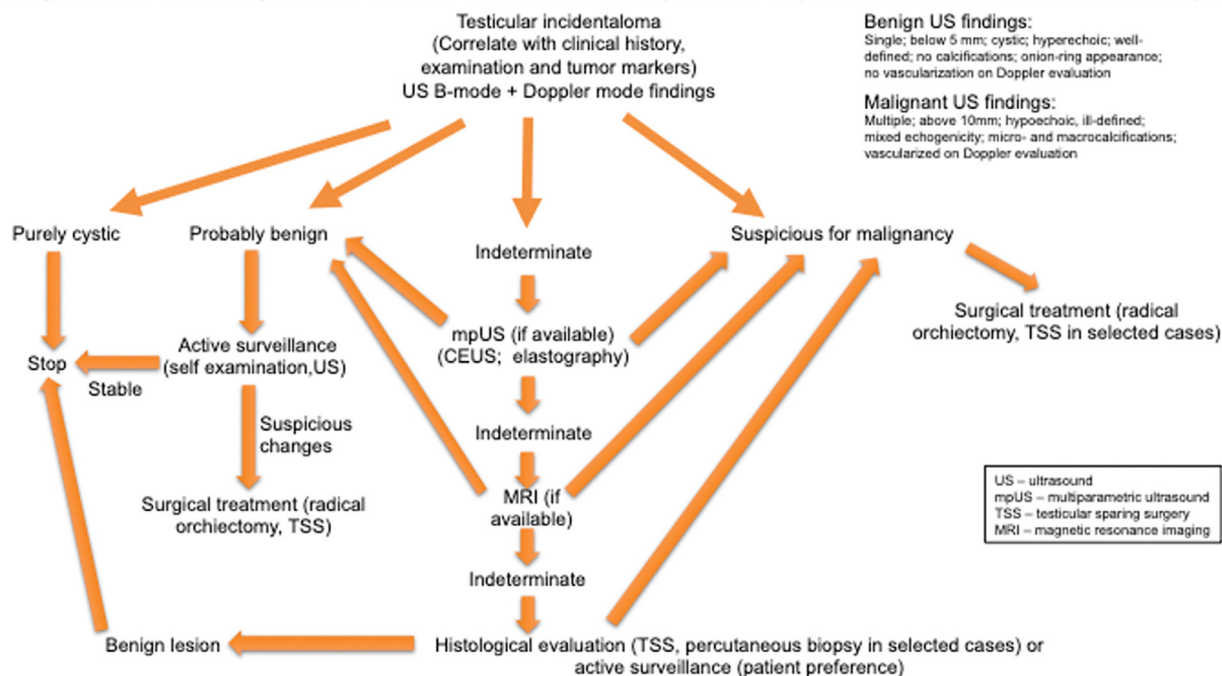 Testicular incidentaloma
(Correlate with clinical history,
examination and tumor markers)
US B-mode + Doppler mode findings
Benign US findings:
Single; below 5 mm; cystic; hyperechoic; well-
defined; no calcifications; onion-ring appearance;
no vascularization on Doppler evaluation
Malignant US findings:
Multiple; above 10mm; hypoechoic, ill-defined;
mixed echogenicity; micro- and macrocalcifications;
vascularized on Doppler evaluation
Purely cystic
Probably benign
Indeterminate
Suspicious for malignancy
Surgical treatment (radical
orchiectomy, TSS in selected cases)
mpUS (if available)
(CEUS; elastography)
Stop
Stable
Active surveillance
(self examination,US)
Suspicious
changes
Indeterminate
Surgical treatment (radical
orchiectomy, TSS)
MRI (if
available)
US – ultrasound
mpUS – multiparametric ultrasound
TSS – testicular sparing surgery
MRI – magnetic resonance imaging
Indeterminate
Benign lesion
Histological evaluation (TSS, percutaneous biopsy in selected cases) or
active surveillance (patient preference)